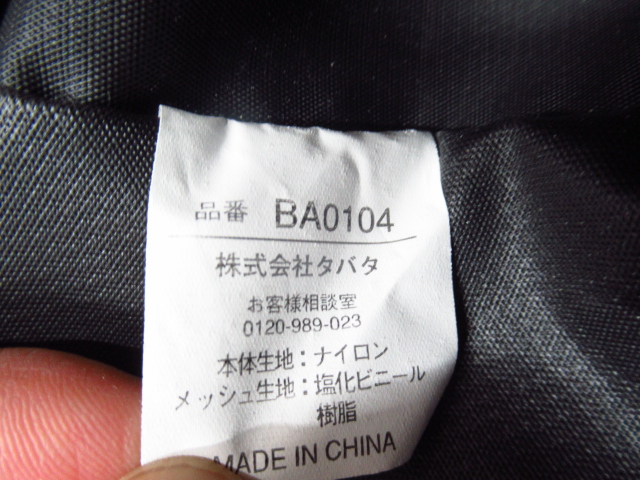 品番 BA0104
株式会社タバタ
お客様相談室
0120-989-023
本体生地：ナイロン
メッシュ生地：塩化ビニール
樹脂
MADE IN CHINA